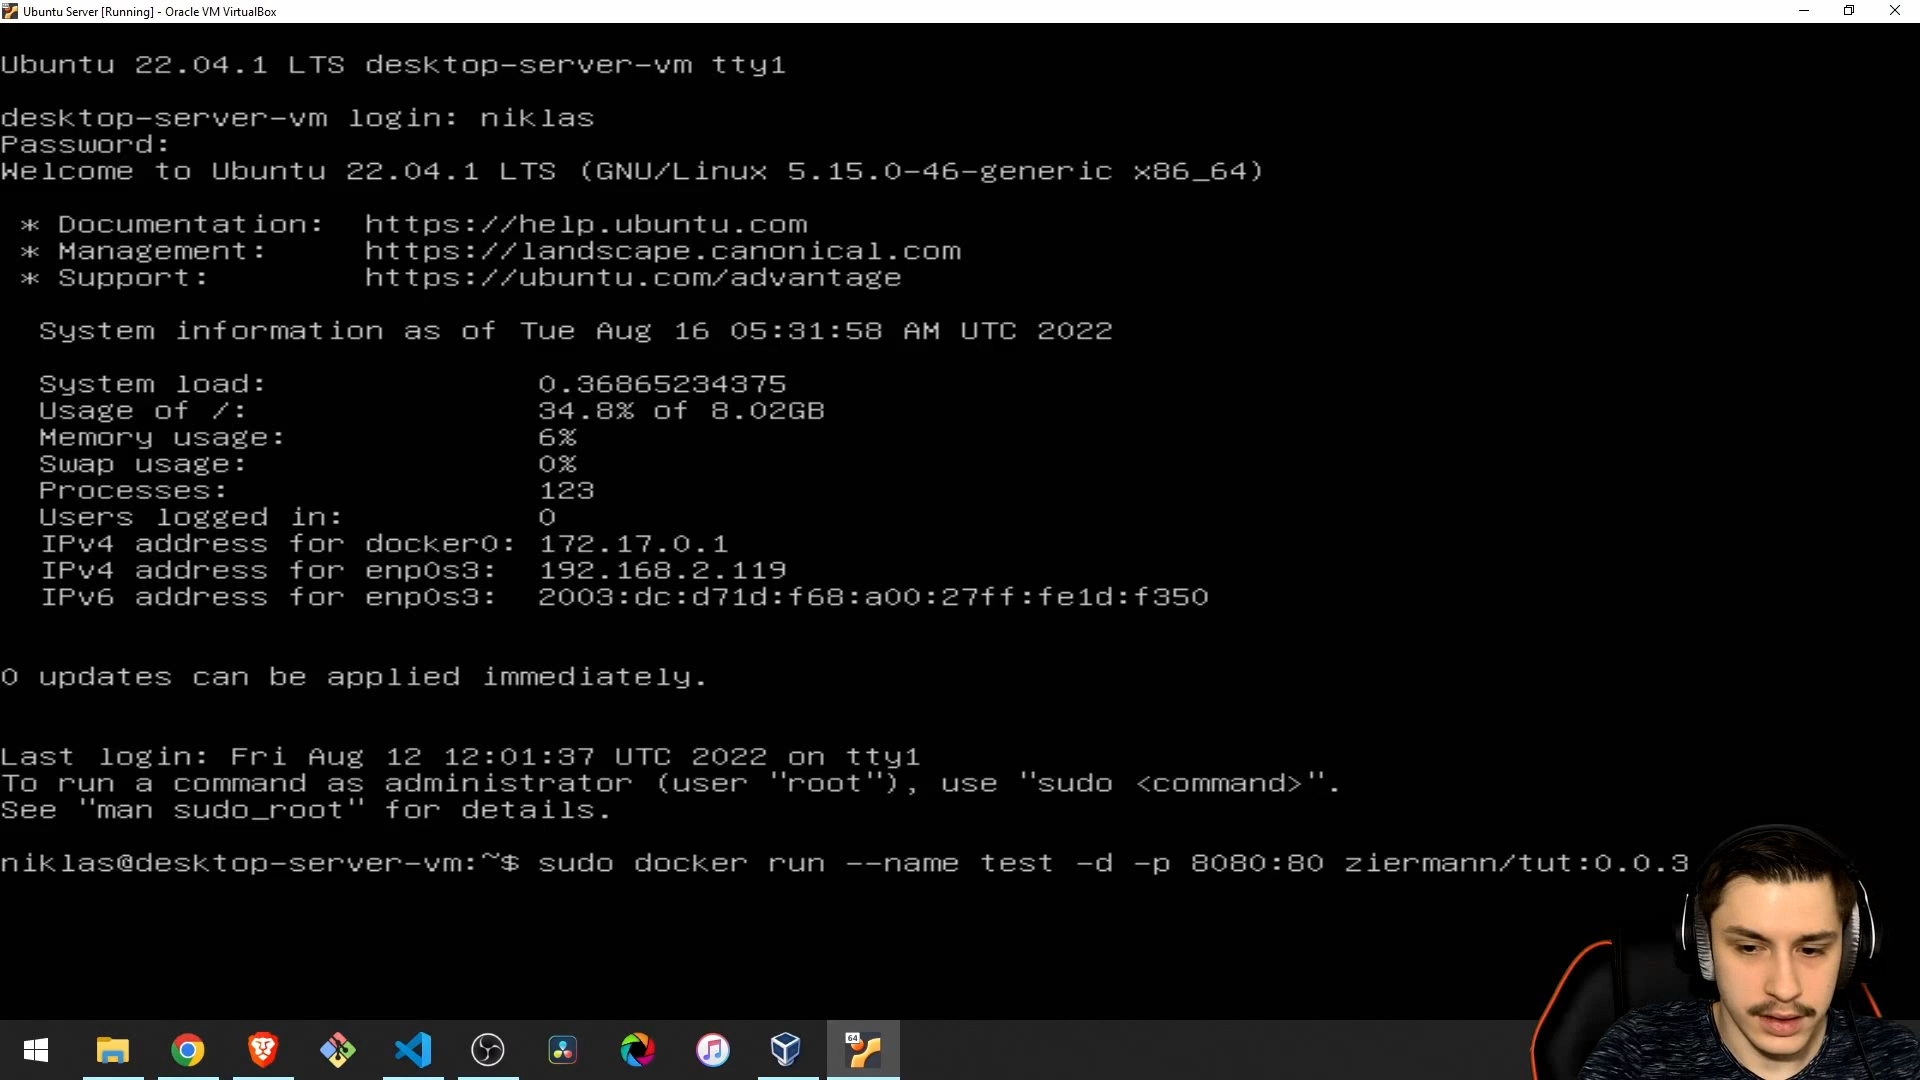 Ubuntu Server [Running] - Oracle VM VirtualBox
Ubuntu 22.04.1 LTS desktop-server-vm tty1
desktop-server-vm login: niklas
Password:
Welcome to Ubuntu 22.04.1 LTS (GNU/Linux 5.15.0-46-generic x86_64)
* Documentation: https://help.ubuntu.com
* Management: https://landscape.canonical.com
* Support: https://ubuntu.com/advantage
System information as of Tue Aug 16 05:31:58 AM UTC 2022
System load: 0.36865234375
Usage of /: 34.8% of 8.02GB
Memory usage: 6%
Swap usage: 0%
Processes: 123
Users logged in: 0
IPv4 address for docker0: 172.17.0.1
IPv4 address for enp0s3: 192.168.2.119
IPv6 address for enp0s3: 2003:dc:d71d:f68:a00:27ff:fe1d:f350
0 updates can be applied immediately.
Last login: Fri Aug 12 12:01:37 UTC 2022 on tty1
To run a command as administrator (user "root"), use "sudo <command>".
See "man sudo_root" for details.
niklas@desktop-server-vm:~$ sudo docker run --name test -d -p 8080:80 ziermann/tut:0.0.3
64